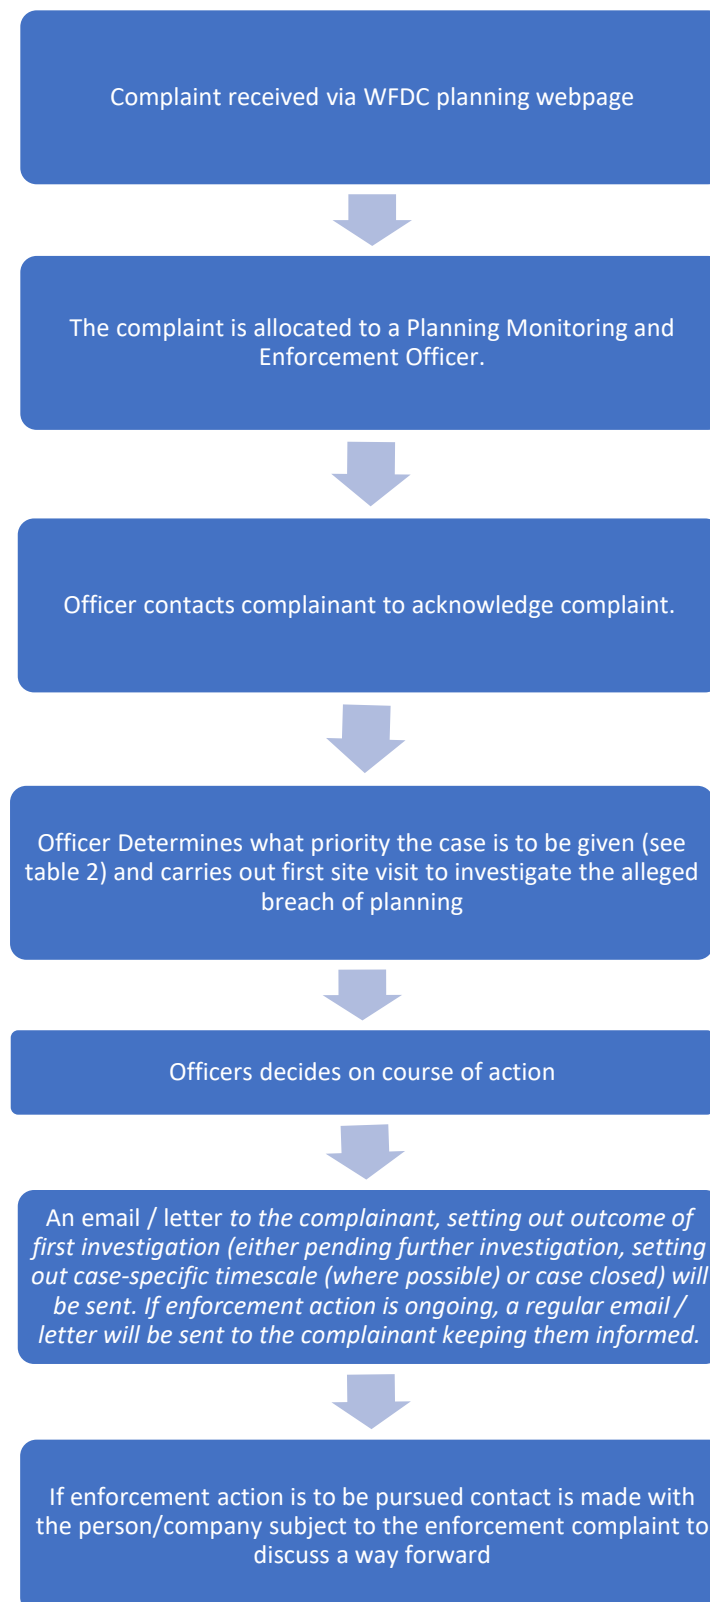 Complaint received via WFDC planning webpage
The complaint is allocated to a Planning Monitoring and
Enforcement Officer.
Officer contacts complainant to acknowledge complaint.
Officer Determines what priority the case is to be given (see
table 2) and carries out first site visit to investigate the alleged
breach of planning
Officers decides on course of action
An email / letter to the complainant, setting out outcome of
first investigation (either pending further investigation, setting
out case-specific timescale (where possible) or case closed) will
be sent. If enforcement action is ongoing, a regular email /
letter will be sent to the complainant keeping them informed.
If enforcement action is to be pursued contact is made with
the person/company subject to the enforcement complaint to
discuss a way forward